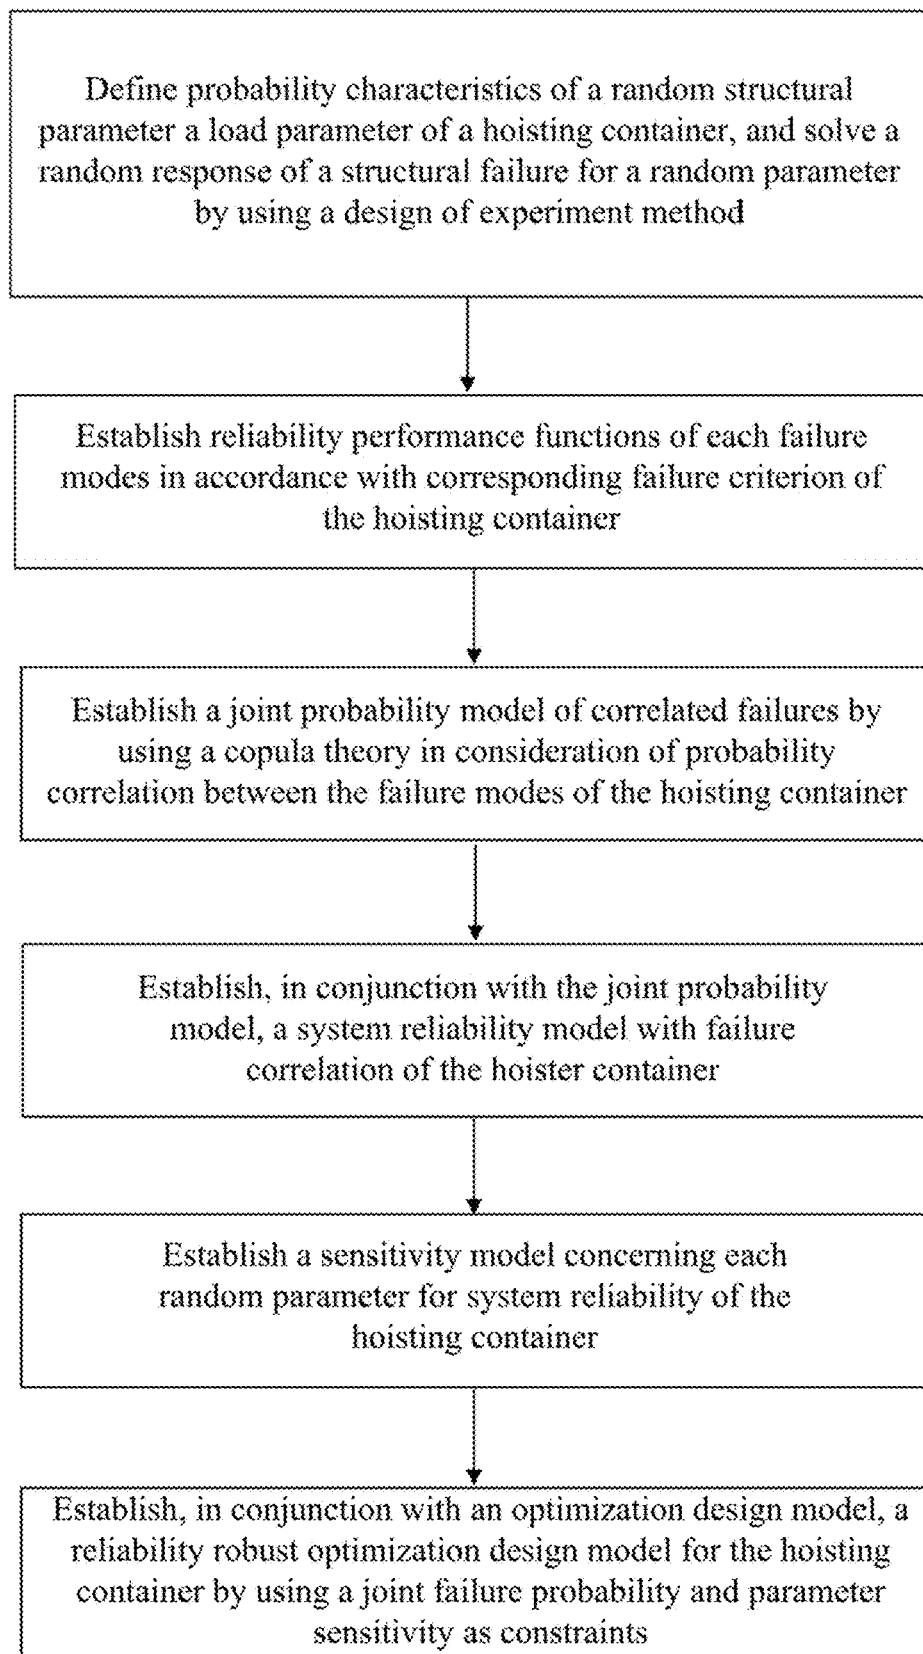 Define probability characteristics of a random structural
parameter a load parameter of a hoisting container, and solve a
random response of a structural failure for a random parameter
by using a design of experiment method
Establish reliability performance functions of each failure
modes in accordance with corresponding failure criterion of
the hoisting container
Establish a joint probability model of correlated failures by
using a copula theory in consideration of probability
correlation between the failure modes of the hoisting container
Establish, in conjunction with the joint probability
model, a system reliability model with failure
correlation of the hoister container
Establish a sensitivity model concerning each
random parameter for system reliability of the
hoisting container
Establish, in conjunction with an optimization design model, a
reliability robust optimization design model for the hoisting
container by using a joint failure probability and parameter
sensitivity as constraints